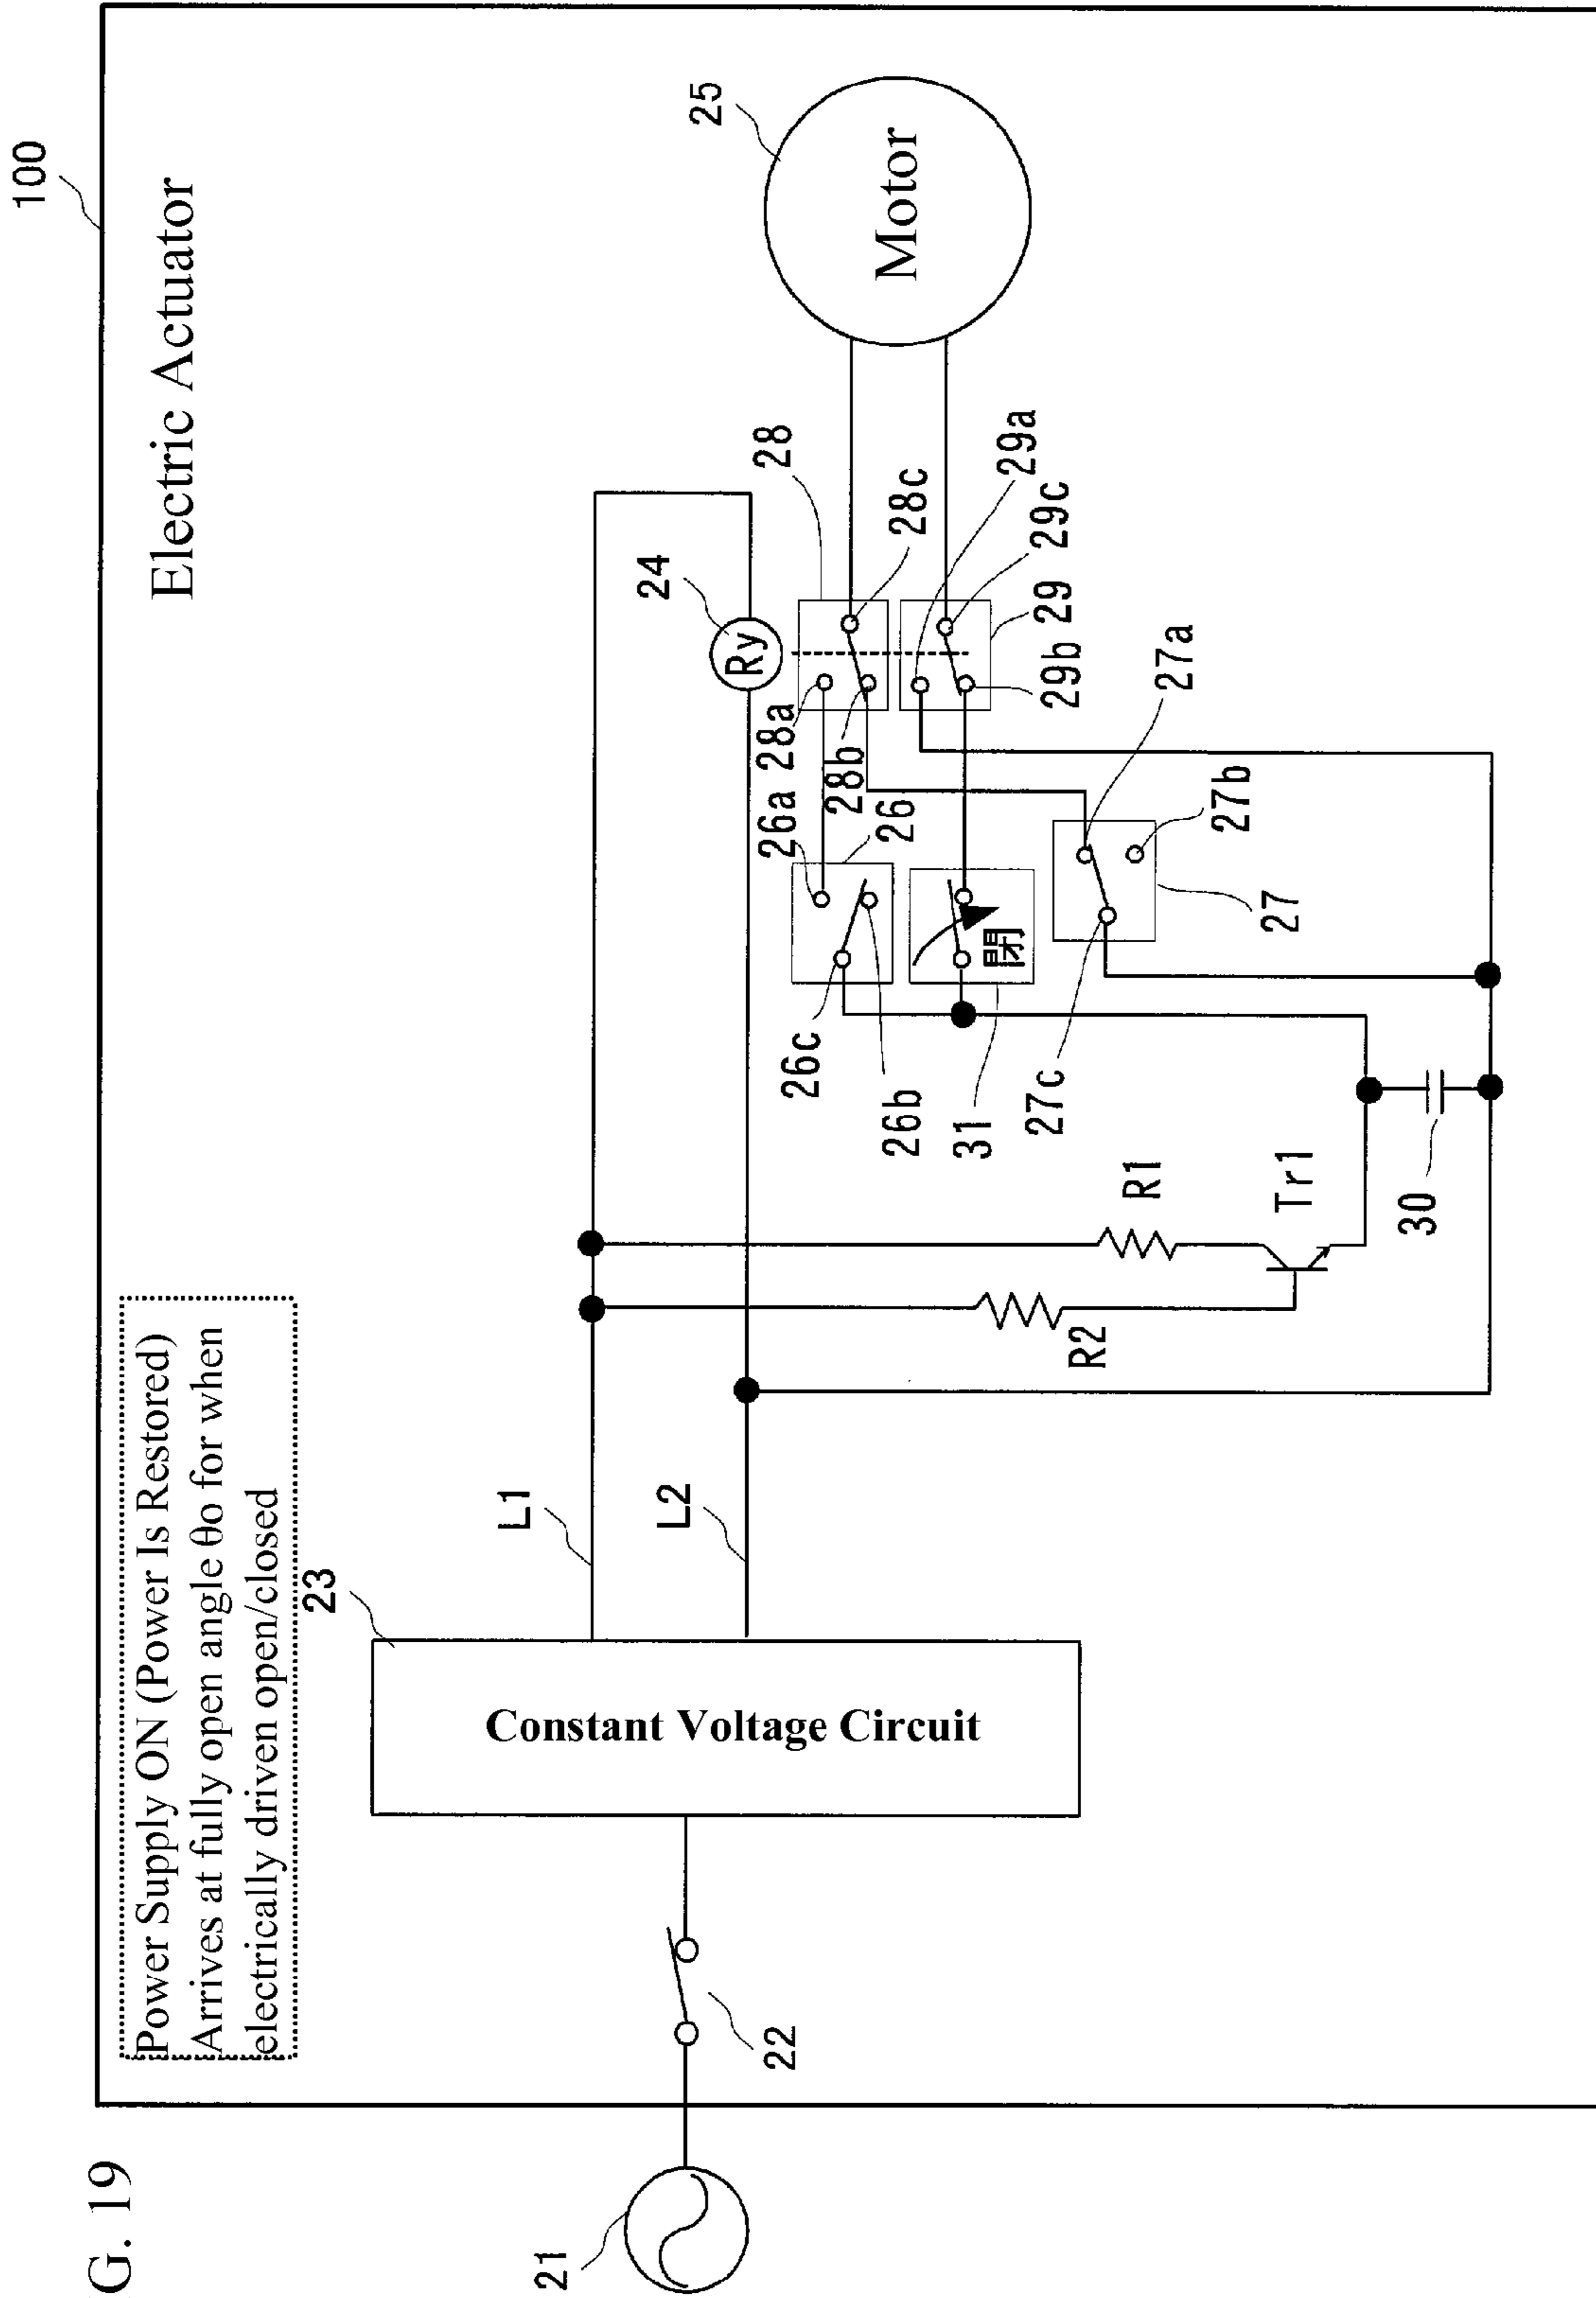 G. 19
100
Electric Actuator
Power Supply ON (Power Is Restored)
Arrives at fully open angle θo for when
electrically driven open/closed
21
22
23
Constant Voltage Circuit
L1
L2
24
Ry
25
Motor
28
28a
28b
28c
29a
29c
29
29b
26a
26
26c
26b
31
閉
27a
27b
27
27c
R1
R2
Tr1
30